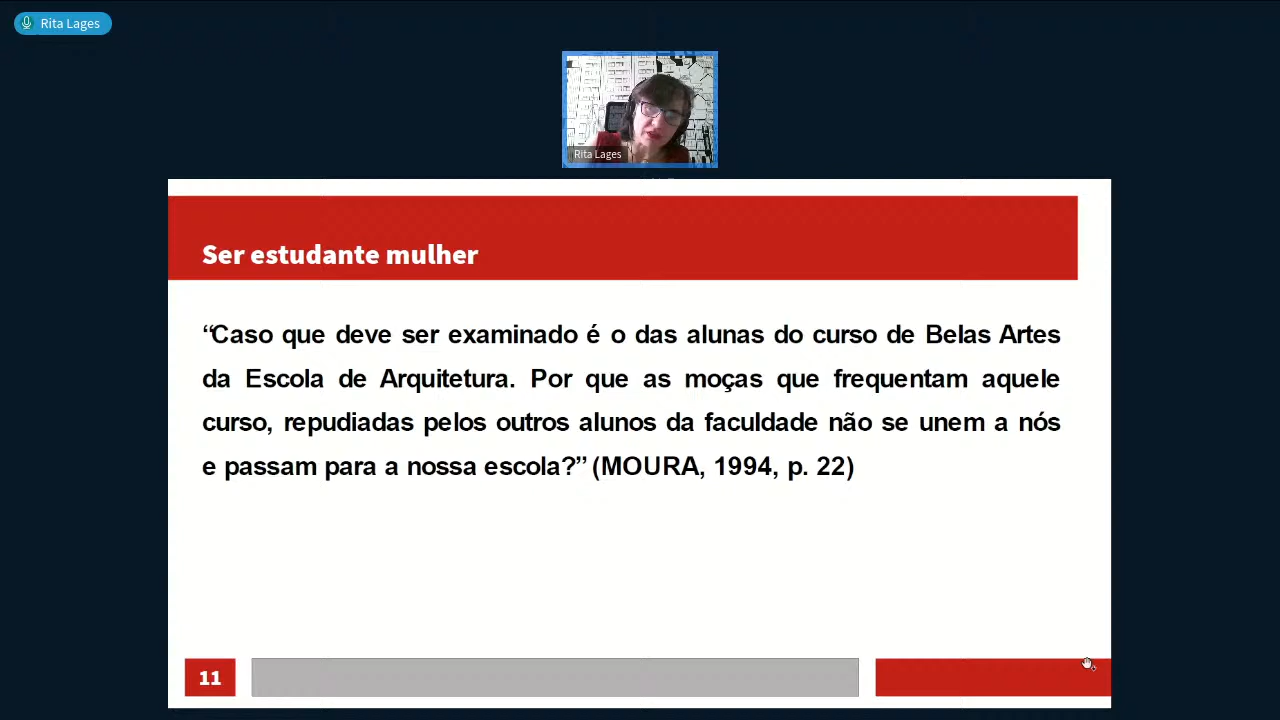 Rita Lages
Rita Lages
Ser estudante mulher
“Caso que deve ser examinado é o das alunas do curso de Belas Artes
da Escola de Arquitetura. Por que as moças que frequentam aquele
curso, repudiadas pelos outros alunos da faculdade não se unem a nós
e passam para a nossa escola?” (MOURA, 1994, p. 22)
11